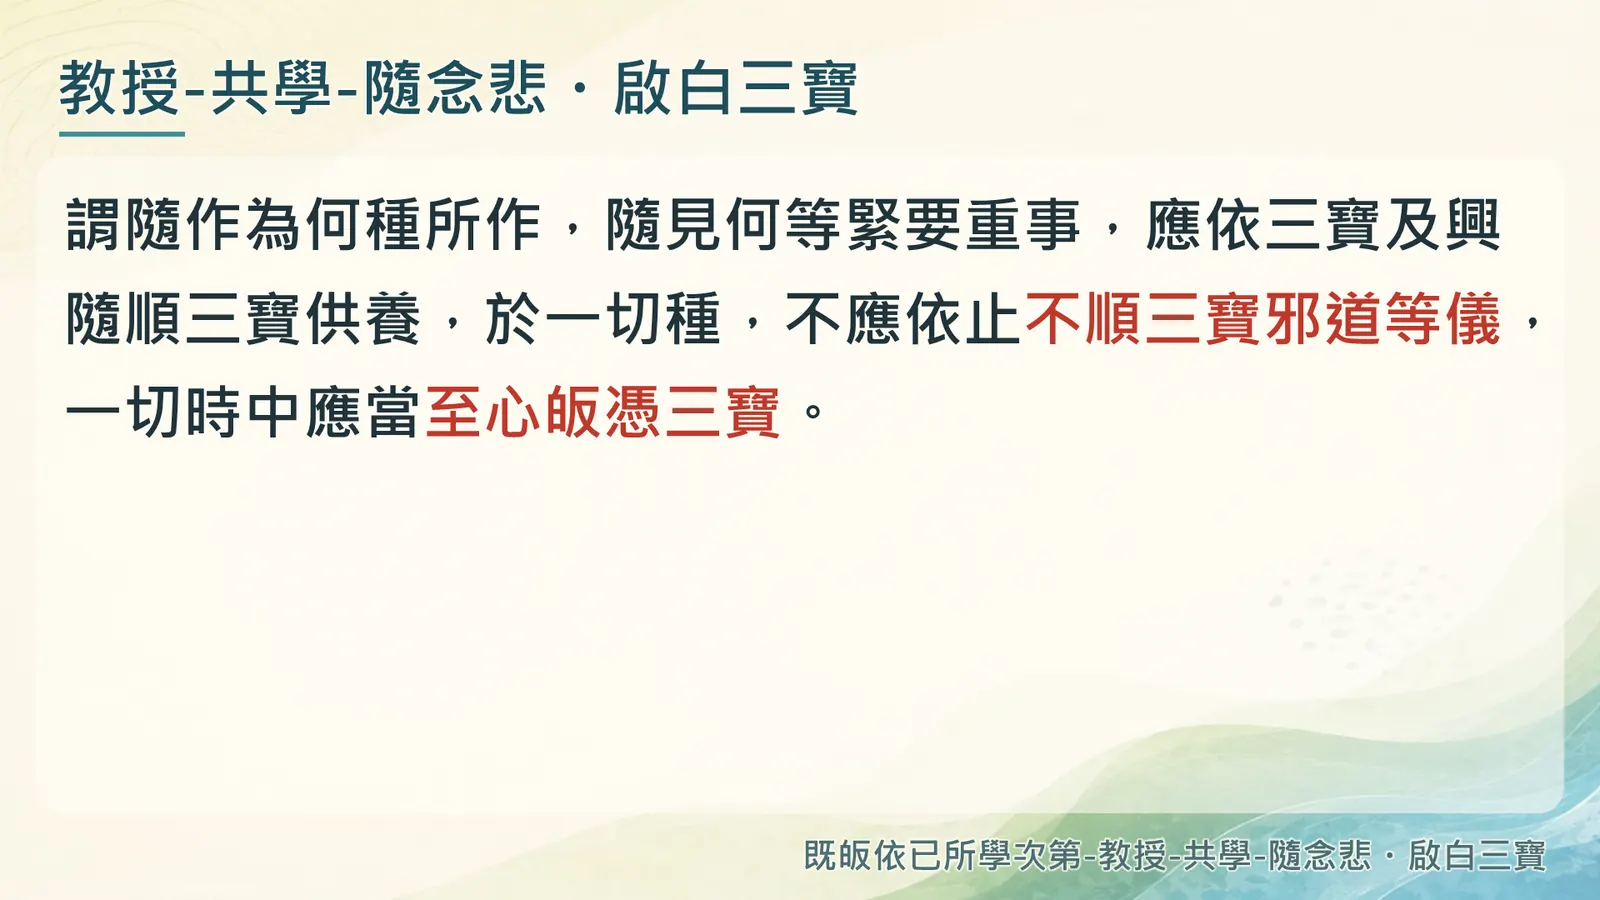 教授-共學-隨念悲・啟白三寶
謂隨作為何種所作，隨見何等緊要重事，應依三寶及興
隨順三寶供養，於一切種，不應依止不順三寶邪道等儀，
一切時中應當至心皈憑三寶。
既皈依已所學次第-教授-共學-隨念悲・啟白三寶